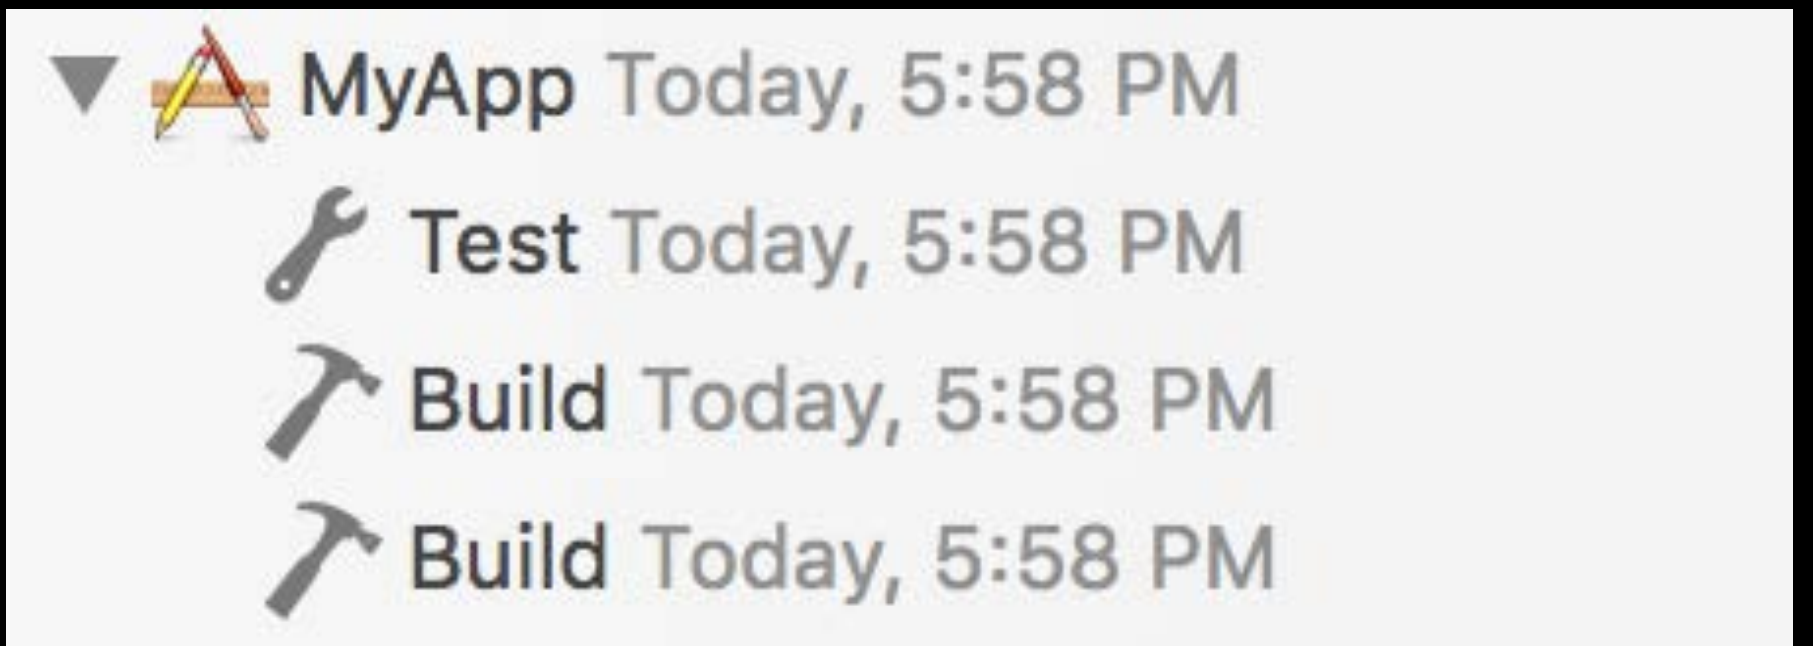 MyApp Today, 5:58 PM
Test Today, 5:58 PM
Build Today, 5:58 PM
Build Today, 5:58 PM